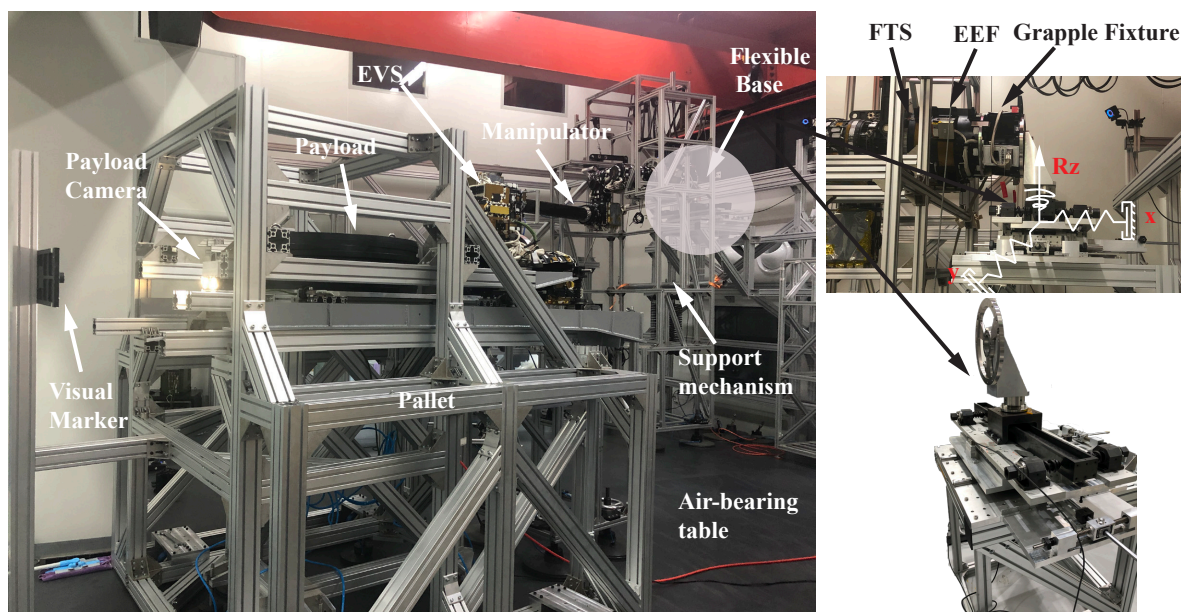 EVS
Flexible
Base
Manipulator
Payload
Payload
Camera
Visual
Marker
Pallet
Support
mechanism
Air-bearing
table
FTS
EEF
Grapple Fixture
Rz
x
y